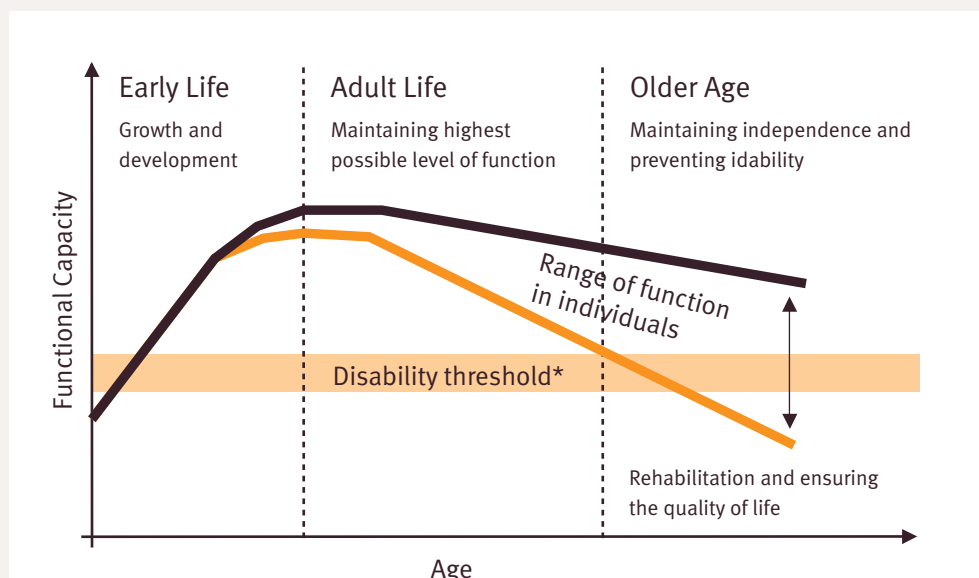 Early Life
Growth and
development
Adult Life
Maintaining highest
possible level of function
Older Age
Maintaining independence and
preventing idability
Functional Capacity
Range of function
in individuals
Disability threshold*
Rehabilitation and ensuring
the quality of life
Age